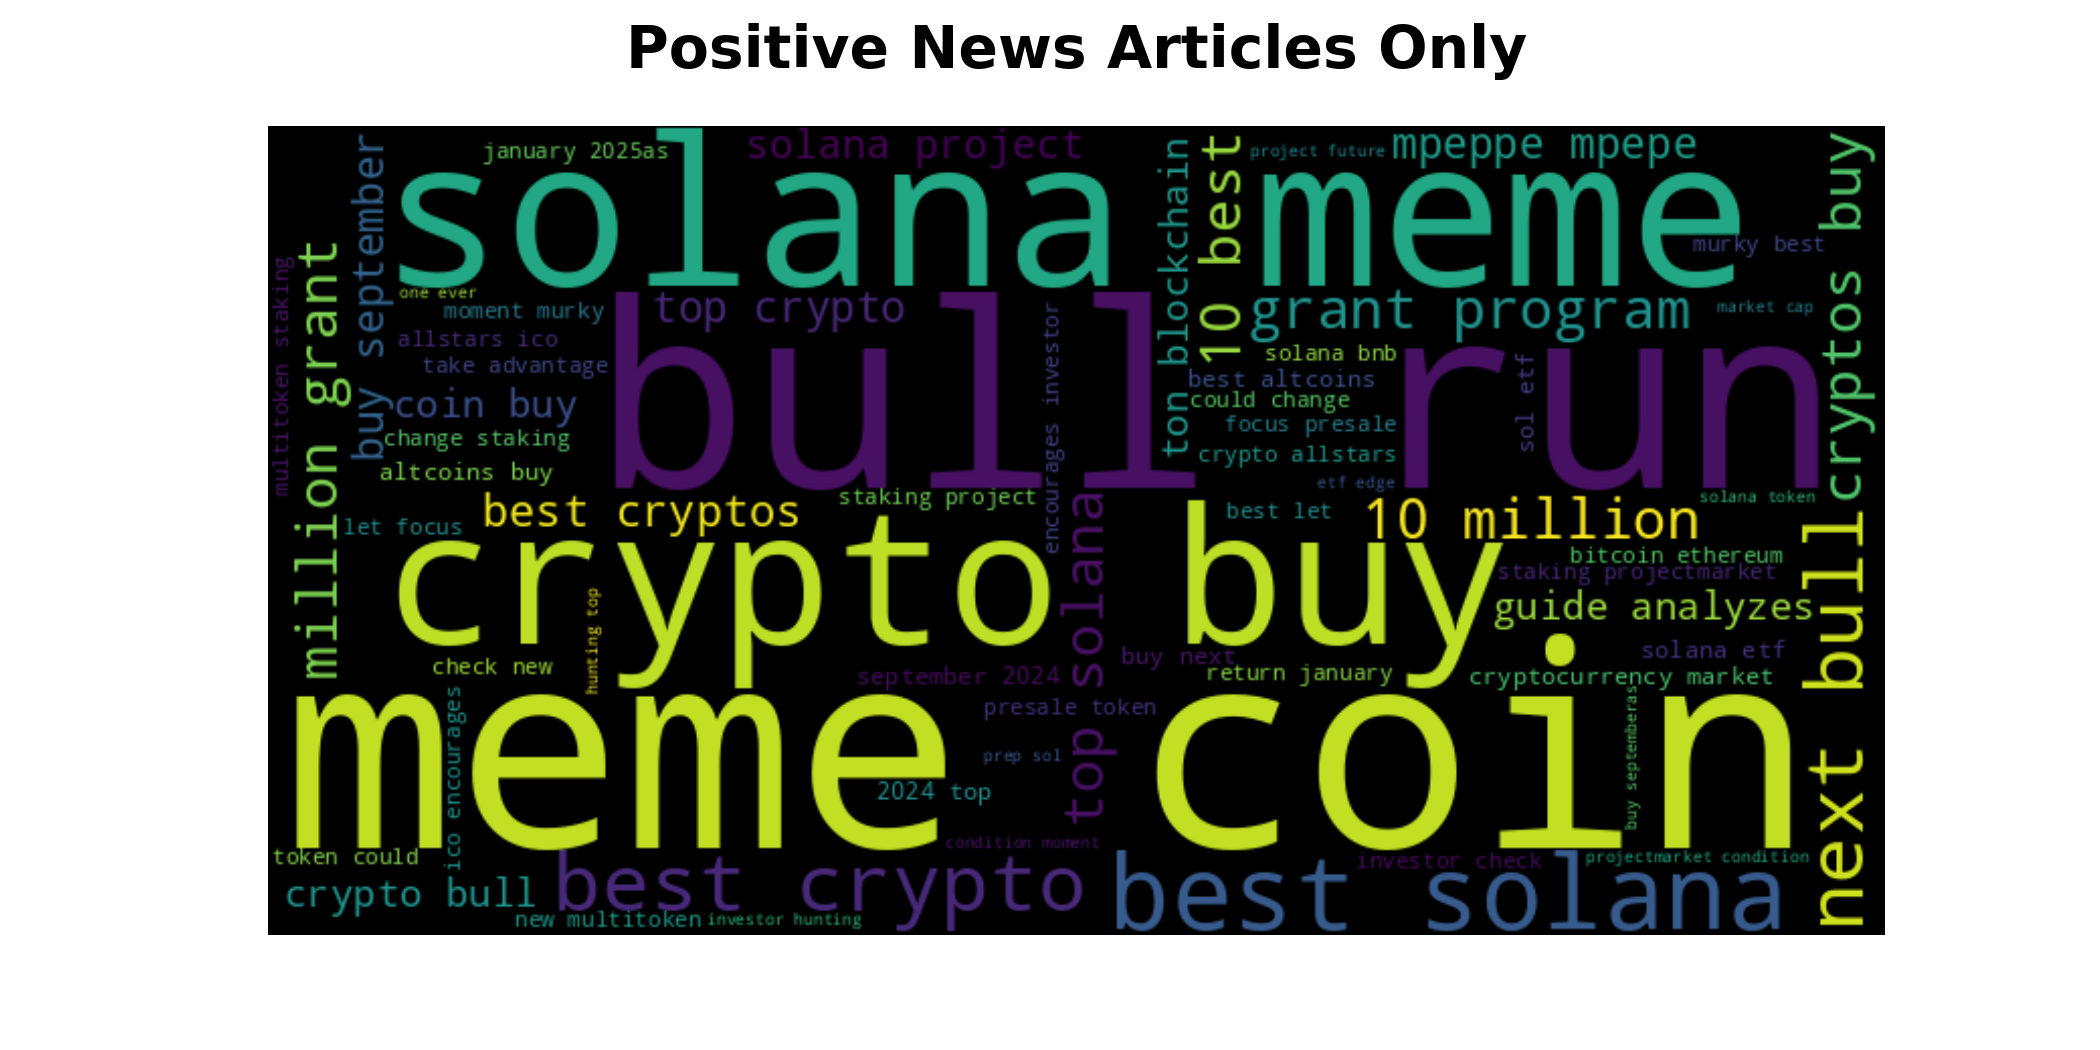 Positive News Articles Only
january 2025as
solana project
mpeppe mpepe
project future
solana meme
murky best
buy september
ton blockchain
10 best
cryptos buy
multitoken staking
million grant
one ever
moment murky
top crypto
grant program
market cap
allstars ico
take advantage
bull run
encourages investor
solana bnb
best altcoins
could change
sol etf
coin buy
focus presale
change staking
crypto allstars
altcoins buy
etf edge
staking project
solana token
best cryptos
let focus
best let
10 million
bitcoin ethereum
crypto buy
staking projectmarket
guide analyzes
hunting top
top solana
solana etf
buy next
check new
september 2024
return january
cryptocurrency market
next bull
ico encourages
presale token
buy septemberas
meme coin
prep sol
2024 top
condition moment
token could
investor check
projectmarket condition
crypto bull
best crypto
best solana
new multitoken
investor hunting